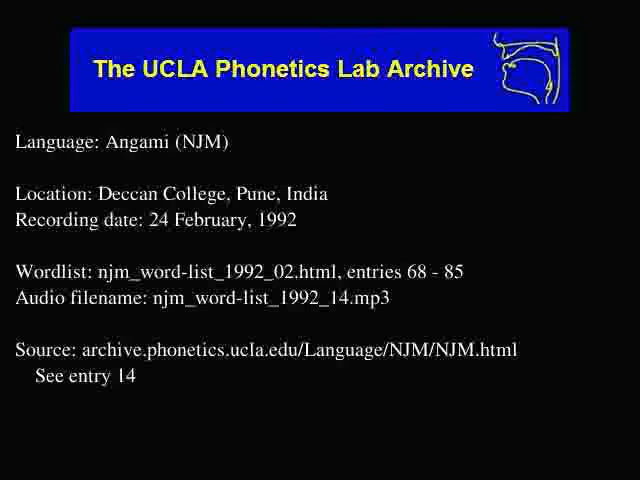 The UCLA Phonetics Lab Archive
Language: Angami (NJM)
Location: Deccan College, Pune, India
Recording date: 24 February, 1992
Wordlist: njm_word-list_1992_02.html, entries 68 - 85
Audio filename: njm_word-list_1992_14.mp3
Source: archive.phonetics.ucla.edu/Language/NJM/NJM.html
See entry 14